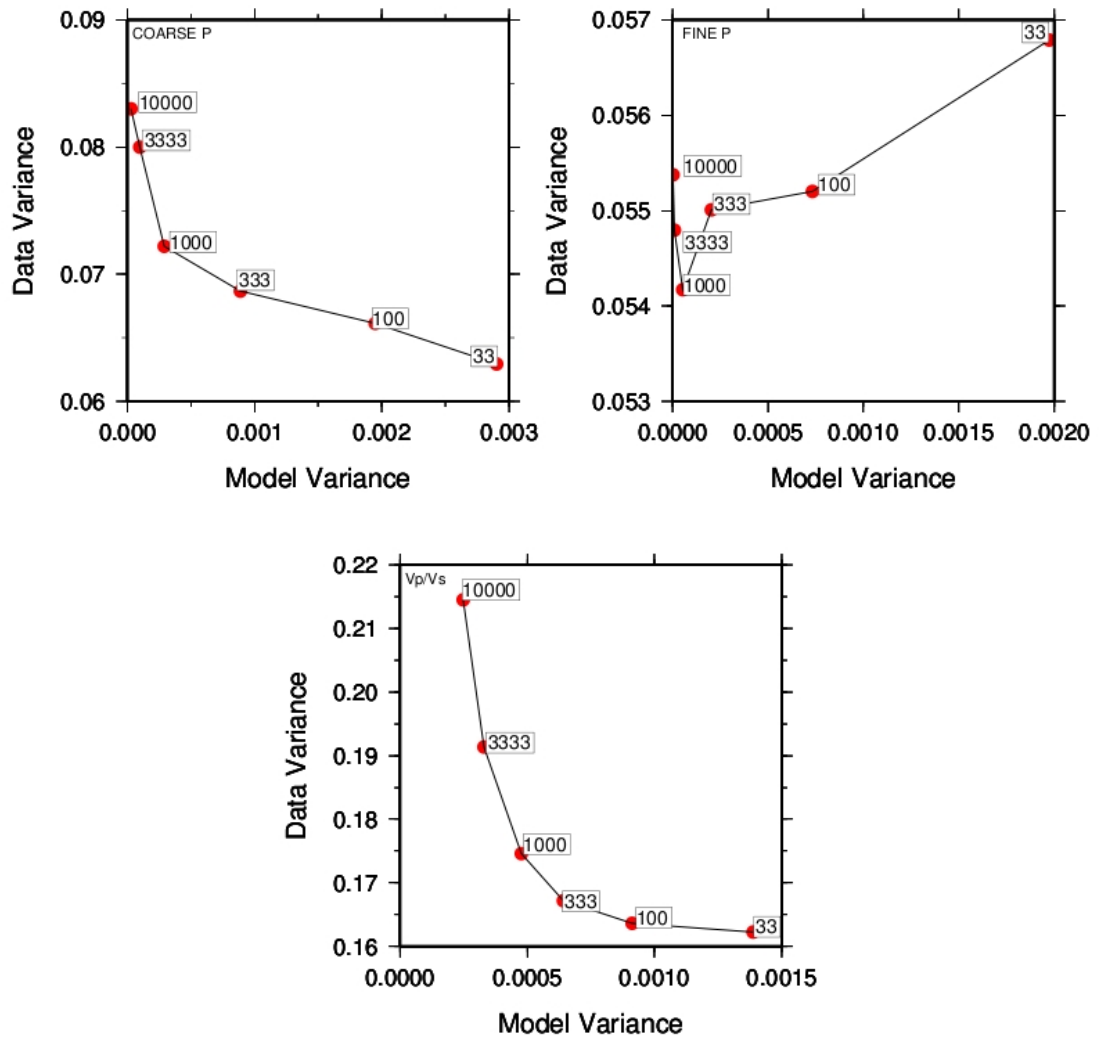 COARSE P
0.09
0.08
0.07
0.06
Data Variance
10000
3333
1000
333
100
33
0.000 0.001 0.002 0.003
Model Variance
FINE P
0.057
0.056
0.055
0.054
0.053
Data Variance
33
10000
100
333
3333
1000
0.0000 0.0005 0.0010 0.0015 0.0020
Model Variance
Vp/Vs
0.22
0.21
0.20
0.19
0.18
0.17
0.16
Data Variance
10000
3333
1000
333
100
33
0.0000 0.0005 0.0010 0.0015
Model Variance